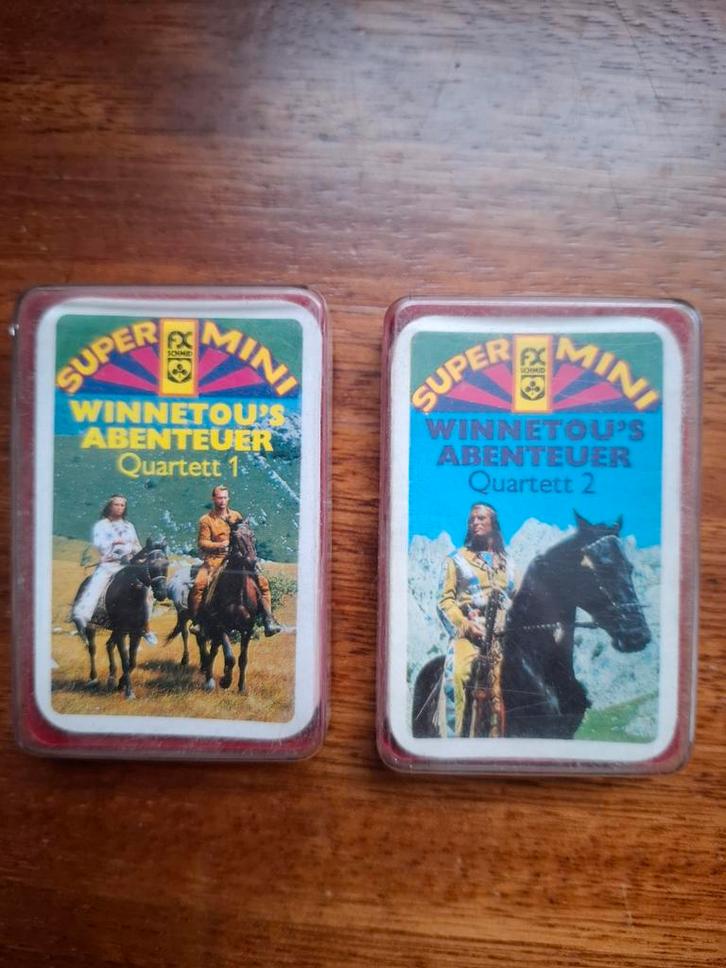 SUPER MINI
FX
SCHMID
WINNETOU'S
ABENTEUER
Quartett 1
SUPER MINI
FX
SCHMID
WINNETOU'S
ABENTEUER
Quartett 2